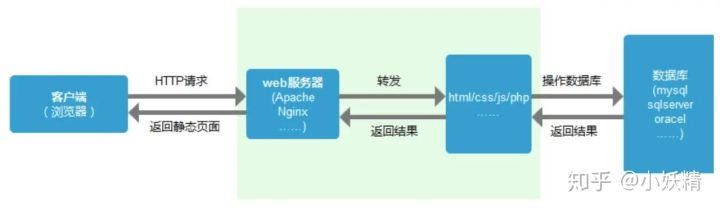 客户端
（浏览器）
HTTP请求
返回静态页面
web服务器
(Apache
Nginx
……)
转发
返回结果
html/css/js/php
……
操作数据库
返回结果
数据库
(mysql
sqlserver
oracel
……)
知乎 @小妖精